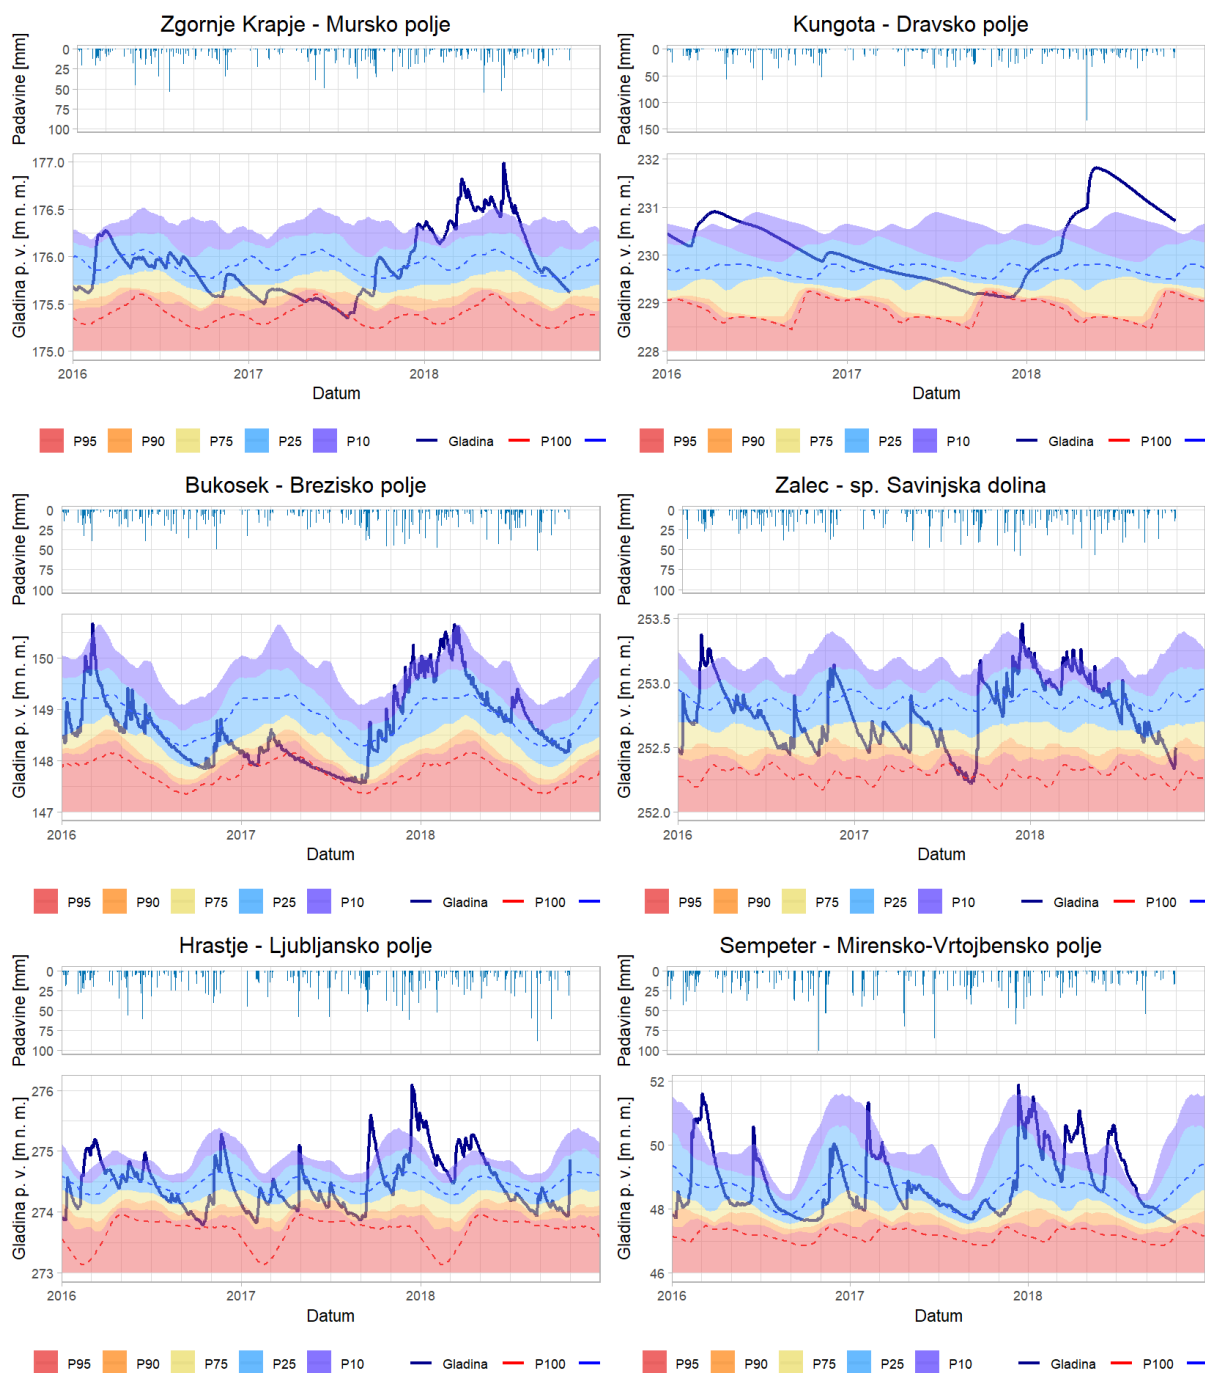 Zgornje Krapje - Mursko polje
Padavine [mm]
0
25
50
75
100
Gladina p. v. [m n. m.]
177.0
176.5
176.0
175.5
175.0
2016
2017
2018
Datum
P95
P90
P75
P25
P10
Gladina
P100
Kungota - Dravsko polje
Padavine [mm]
0
50
100
150
Gladina p. v. [m n. m.]
232
231
230
229
228
2016
2017
2018
Datum
P95
P90
P75
P25
P10
Gladina
P100
Bukosek - Brezisko polje
Padavine [mm]
0
25
50
75
100
Gladina p. v. [m n. m.]
150
149
148
147
2016
2017
2018
Datum
P95
P90
P75
P25
P10
Gladina
P100
Zalec - sp. Savinjska dolina
Padavine [mm]
0
25
50
75
100
Gladina p. v. [m n. m.]
253.5
253.0
252.5
252.0
2016
2017
2018
Datum
P95
P90
P75
P25
P10
Gladina
P100
Hrastje - Ljubljansko polje
Padavine [mm]
0
25
50
75
100
Gladina p. v. [m n. m.]
276
275
274
273
2016
2017
2018
Datum
P95
P90
P75
P25
P10
Gladina
P100
Sempeter - Mirensko-Vrtojbensko polje
Padavine [mm]
0
25
50
75
100
Gladina p. v. [m n. m.]
52
50
48
46
2016
2017
2018
Datum
P95
P90
P75
P25
P10
Gladina
P100